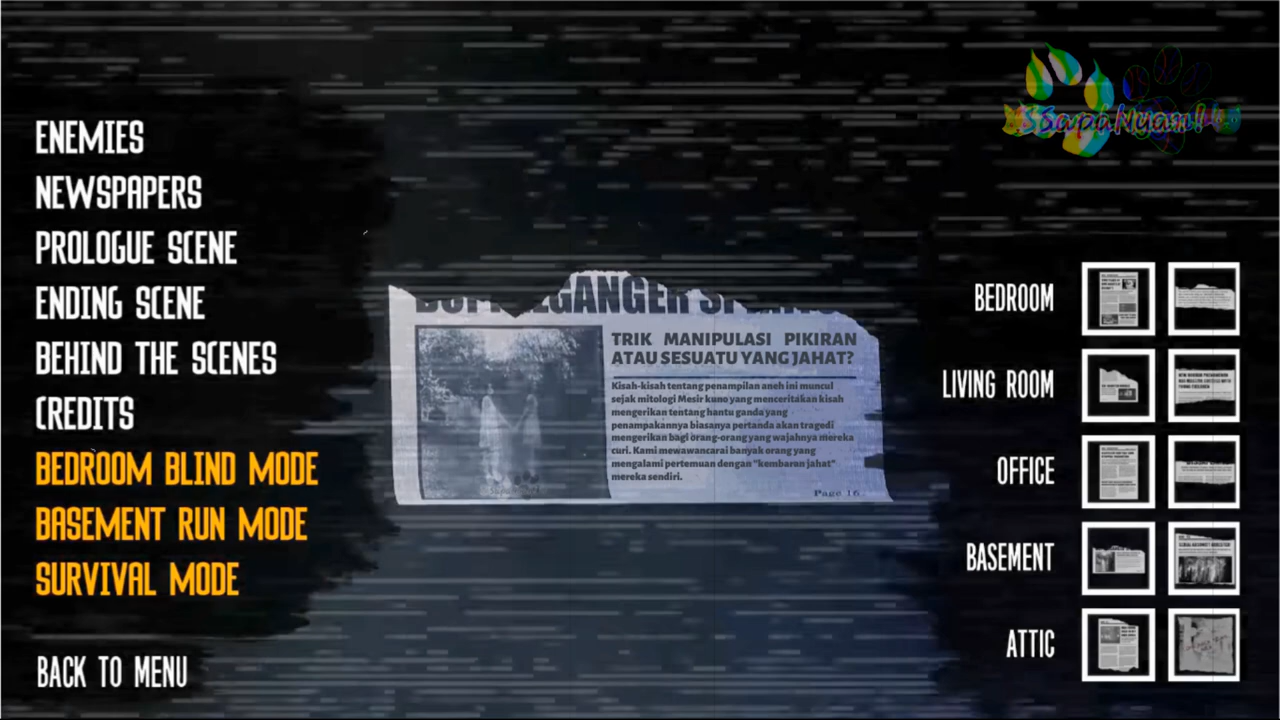 ENEMIES
NEWSPAPERS
PROLOGUE SCENE
ENDING SCENE
BEHIND THE SCENES
CREDITS
BEDROOM BLIND MODE
BASEMENT RUN MODE
SURVIVAL MODE
BACK TO MENU
TRIK MANIPULASI PIKIRAN
ATAU SESUATU YANG JAHAT?
Kisah-kisah tentang penampilan aneh ini muncul
sejak mitologi Mesir kuno yang menceritakan kisah
mengerikan tentang hantu ganda yang
penampakannya biasanya pertanda akan tragedi
mengerikan bagi orang-orang yang wajahnya mereka
curi. Kami mewawancarai banyak orang yang
mengalami pertemuan dengan "kembaran jahat"
mereka sendiri.
Page 16
SapaNyam!
BEDROOM
LIVING ROOM
OFFICE
BASEMENT
ATTIC